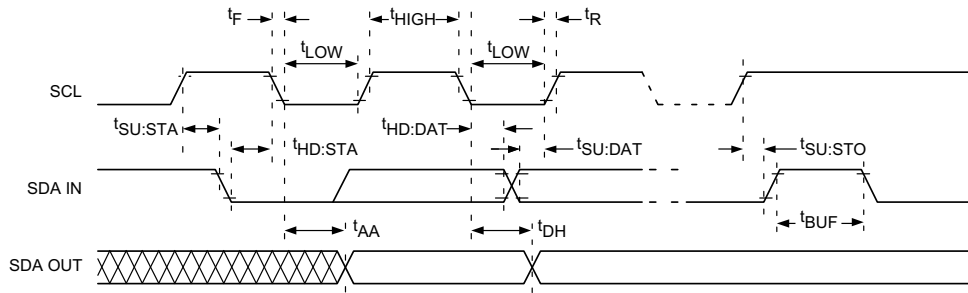 tF tHIGH tR
tLOW tLOW
SCL
tSU:STA tHD:DAT
tHD:STA tSU:DAT tSU:STO
SDA IN
tAA tDH tBUF
SDA OUT